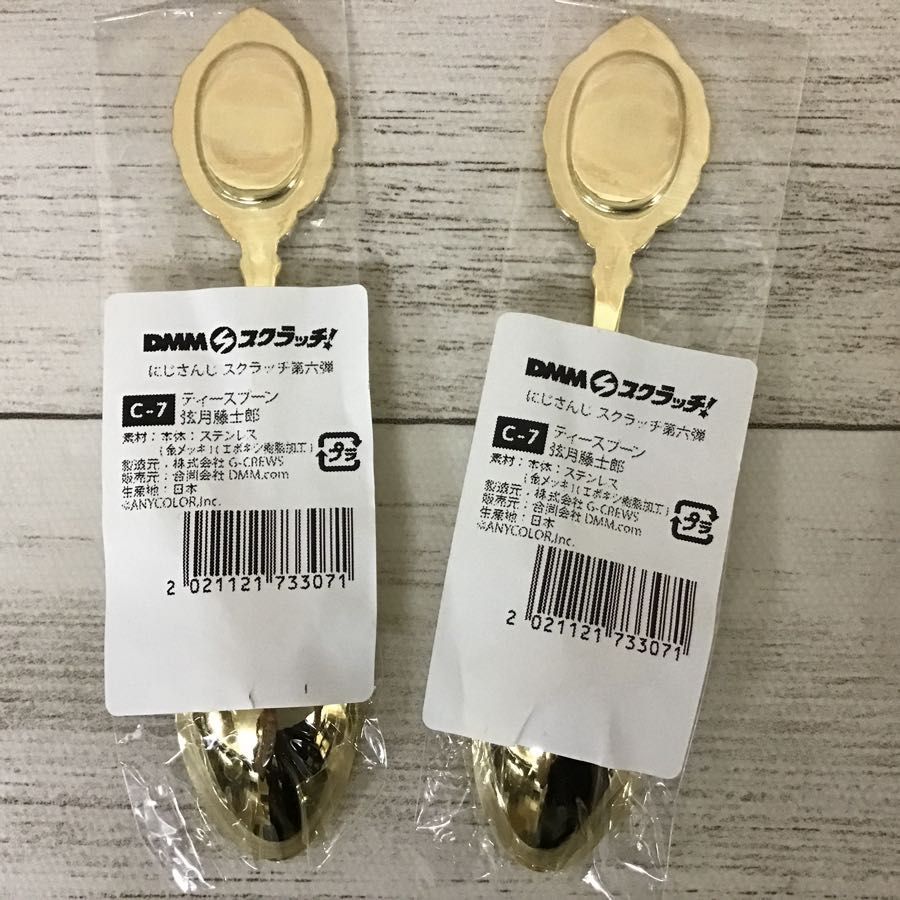 DMMスクラッチ!
にじさんじ スクラッチ第六弾
C-7
ティースプーン
弦月藤士郎
素材：本体：ステンレス
(金メッキ)(エポキシ樹脂加工)
製造元：株式会社 G-CREWS
販売元：合同会社 DMM.com
生産地：日本
©ANYCOLOR,Inc.
プラ
2 021121 733071
DMMスクラッチ!
にじさんじ スクラッチ第六弾
C-7
ティースプーン
弦月藤士郎
素材：本体：ステンレス
(金メッキ)(エポキシ樹脂加工)
製造元：株式会社 G-CREWS
販売元：合同会社 DMM.com
生産地：日本
©ANYCOLOR,Inc.
プラ
2 021121 733071